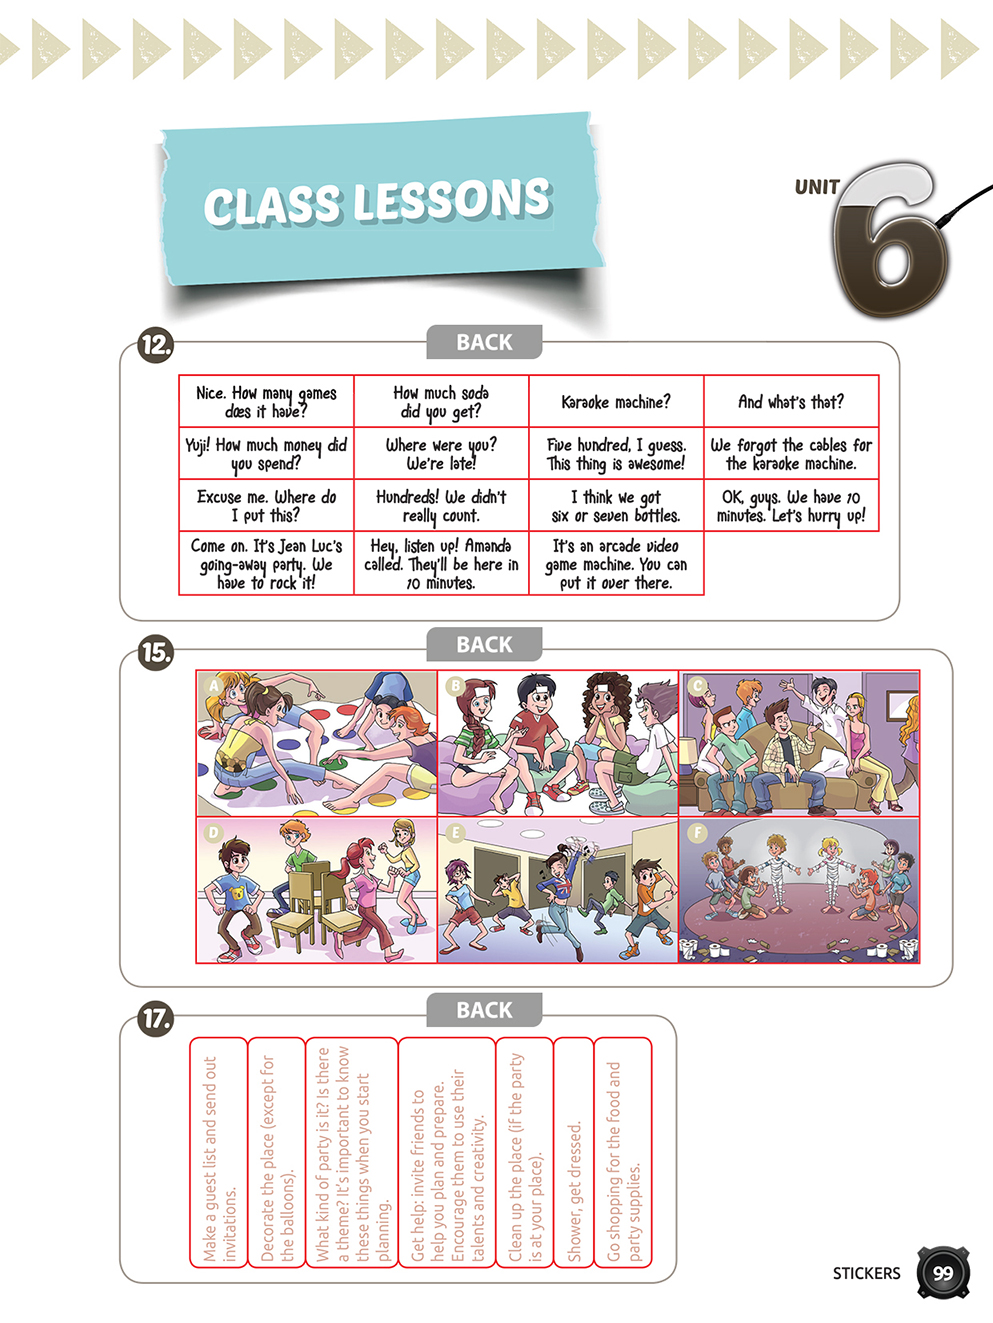 CLASS LESSONS
UNIT 6
12.
BACK
Nice. How many games
does it have?
How much soda
did you get?
Karaoke machine?
And what's that?
Yuji! How much money did
you spend?
Where were you?
We're late!
Five hundred, I guess.
This thing is awesome!
We forgot the cables for
the karaoke machine.
Excuse me. Where do
I put this?
Hundreds! We didn't
really count.
I think we got
six or seven bottles.
OK, guys. We have 10
minutes. Let's hurry up!
Come on. It's Jean Luc's
going-away party. We
have to rock it!
Hey, listen up! Amanda
called. They'll be here in
10 minutes.
It's an arcade video
game machine. You can
put it over there.
15.
BACK
A
B
C
D
E
F
17.
BACK
Make a guest list and send out
invitations.
Decorate the place (except for
the balloons).
What kind of party is it? Is there
a theme? It's important to know
these things when you start
planning.
Get help: invite friends to
help you plan and prepare.
Encourage them to use their
talents and creativity.
Clean up the place (if the party
is at your place).
Shower, get dressed.
Go shopping for the food and
party supplies.
STICKERS
99